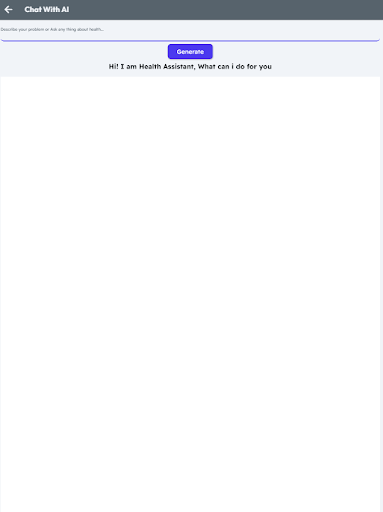 Chat With AI
Describe your problem or Ask any thing about health...
Generate
Hi! I am Health Assistant, What can i do for you